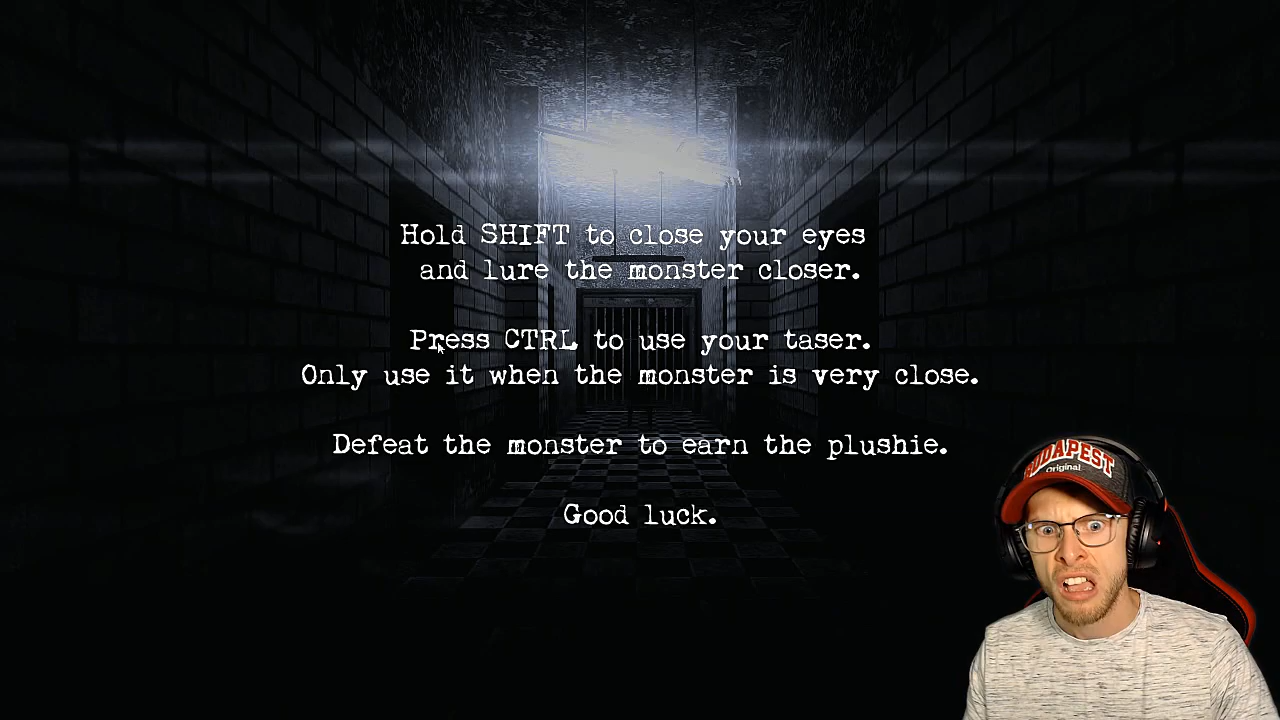 Hold SHIFT to close your eyes
and lure the monster closer.
Press CTRL to use your taser.
Only use it when the monster is very close.
Defeat the monster to earn the plushie.
Good luck.
BUDAPEST
Original